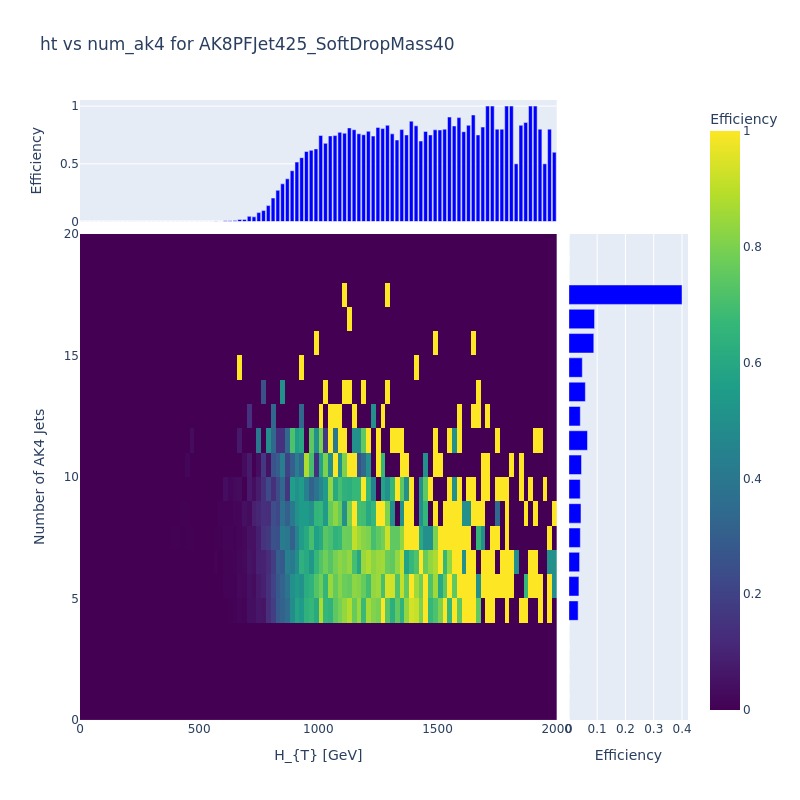 ht vs num_ak4 for AK8PFJet425_SoftDropMass40
Efficiency
1
0.5
0
Efficiency
1
0.8
0.6
0.4
0.2
0
Number of AK4 Jets
20
15
10
5
0
0 500 1000 1500 2000
H_{T} [GeV]
0 0.1 0.2 0.3 0.4
Efficiency